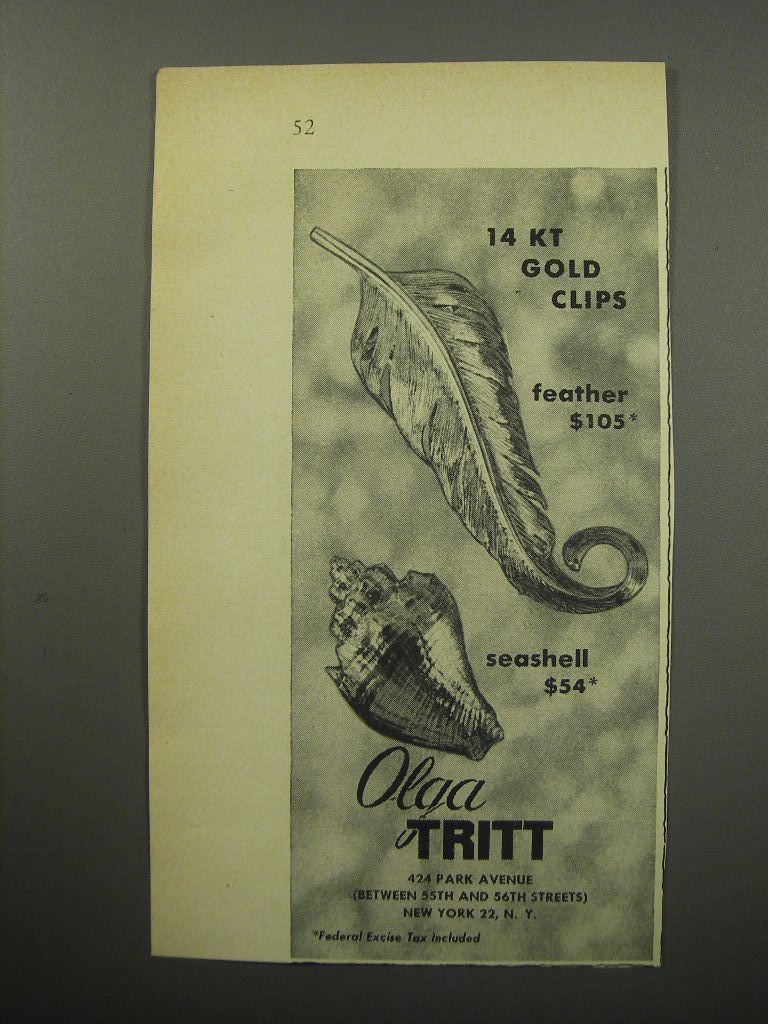 52
14 KT
GOLD
CLIPS
feather
$105*
seashell
$54*
Olga
TRITT
424 PARK AVENUE
(BETWEEN 55TH AND 56TH STREETS)
NEW YORK 22, N. Y.
*Federal Excise Tax Included